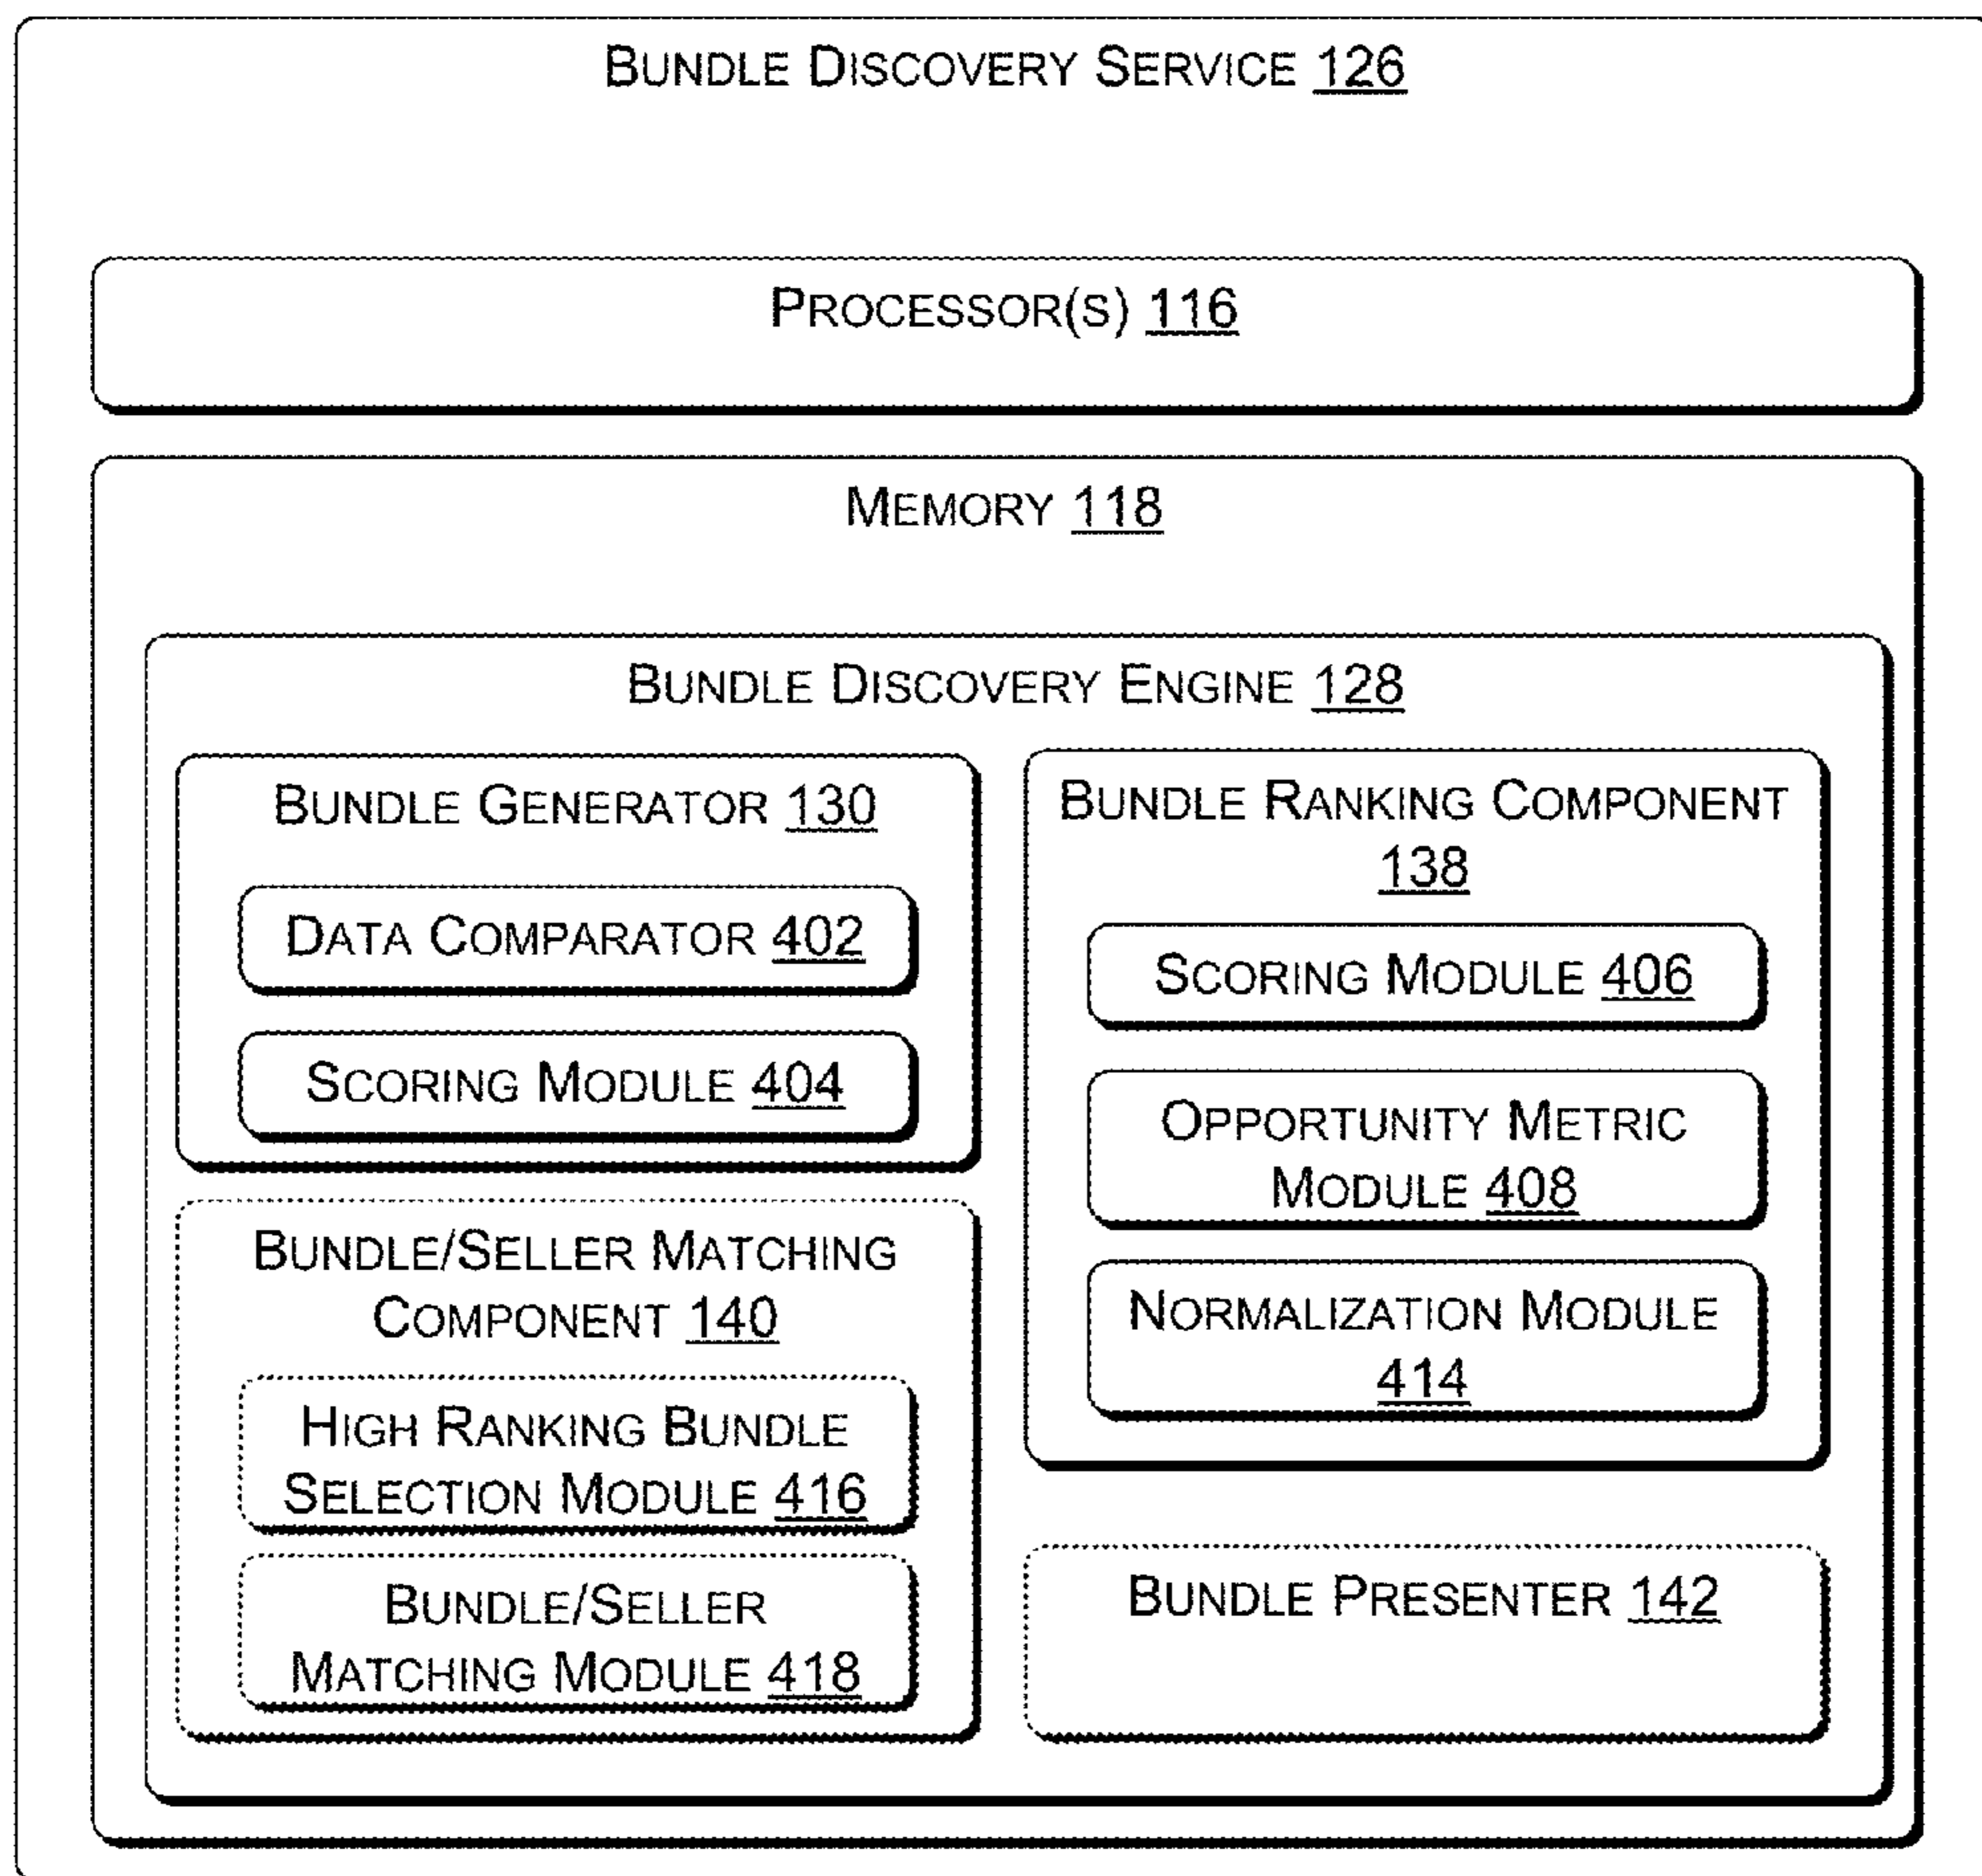 BUNDLE DISCOVERY SERVICE 126
PROCESSOR(S) 116
MEMORY 118
BUNDLE DISCOVERY ENGINE 128
BUNDLE GENERATOR 130
DATA COMPARATOR 402
SCORING MODULE 404
BUNDLE/SELLER MATCHING
COMPONENT 140
HIGH RANKING BUNDLE
SELECTION MODULE 416
BUNDLE/SELLER
MATCHING MODULE 418
BUNDLE RANKING COMPONENT
138
SCORING MODULE 406
OPPORTUNITY METRIC
MODULE 408
NORMALIZATION MODULE
414
BUNDLE PRESENTER 142